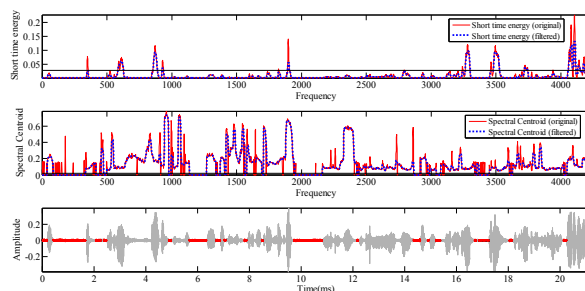 Short time energy
0.2
0.15
0.1
0.05
Short time energy (original)
Short time energy (filtered)
0 500 1000 1500 2000 2500 3000 3500 4000
Frequency
Spectral Centroid
0.6
0.4
0.2
0
Spectral Centroid (original)
Spectral Centroid (filtered)
0 500 1000 1500 2000 2500 3000 3500 4000
Frequency
Amplitude
0.2
0
-0.2
0 2 4 6 8 10 12 14 16 18 20
Time(ms)